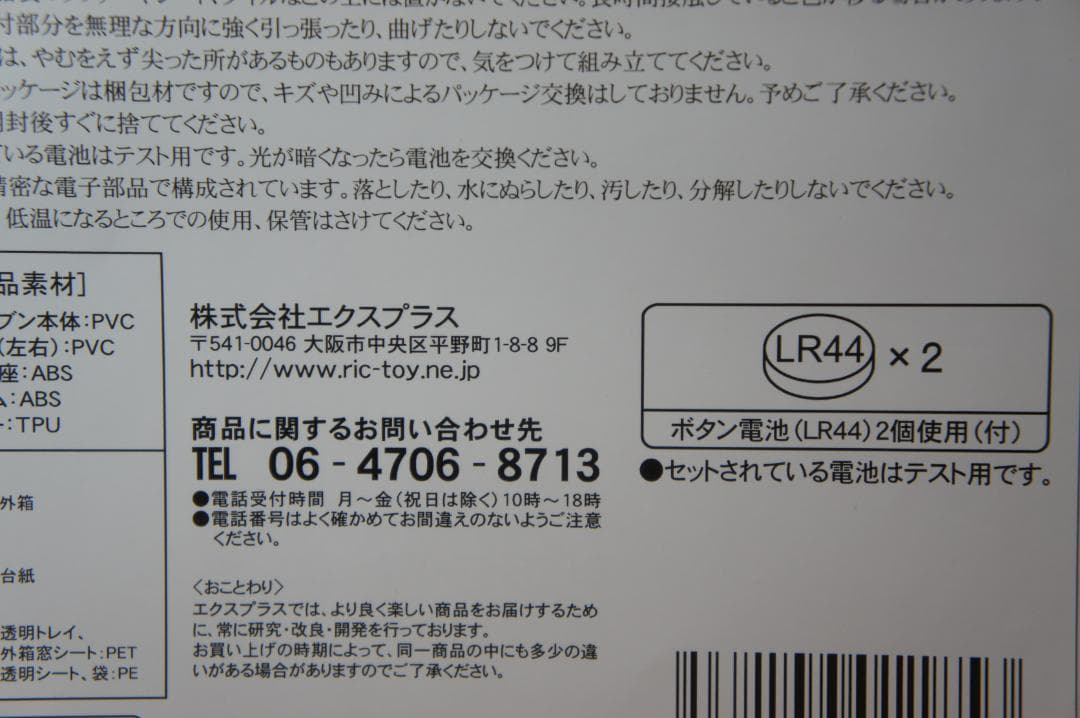 付部分を無理な方向に強く引っ張ったり、曲げたりしないでください。
は、やむをえず尖った所があるものもありますので、気をつけて組み立ててください。
ッケージは梱包材ですので、キズや凹みによるパッケージ交換はしておりません。予めご了承ください。
封後すぐに捨ててください。
いる電池はテスト用です。光が暗くなったら電池を交換ください。
精密な電子部品で構成されています。落としたり、水にぬらしたり、汚したり、分解したりしないでください。
低温になるところでの使用、保管はさけてください。
品素材]
ブン本体:PVC
(左右):PVC
座:ABS
ム:ABS
ー:TPU
外箱
台紙
透明トレイ、
外箱窓シート:PET
透明シート、袋:PE
株式会社エクスプラス
〒541-0046 大阪市中央区平野町1-8-8 9F
http://www.ric-toy.ne.jp
商品に関するお問い合わせ先
TEL 06-4706-8713
●電話受付時間 月〜金(祝日は除く)10時〜18時
●電話番号はよく確かめてお間違えのないようご注意
ください。
〈おことわり〉
エクスプラスでは、より良く楽しい商品をお届けするため
に、常に研究・改良・開発を行っております。
お買い上げの時期によって、同一商品の中にも多少の違
いがある場合がありますのでご了承ください。
LR44 ×2
ボタン電池(LR44)2個使用(付)
●セットされている電池はテスト用です。